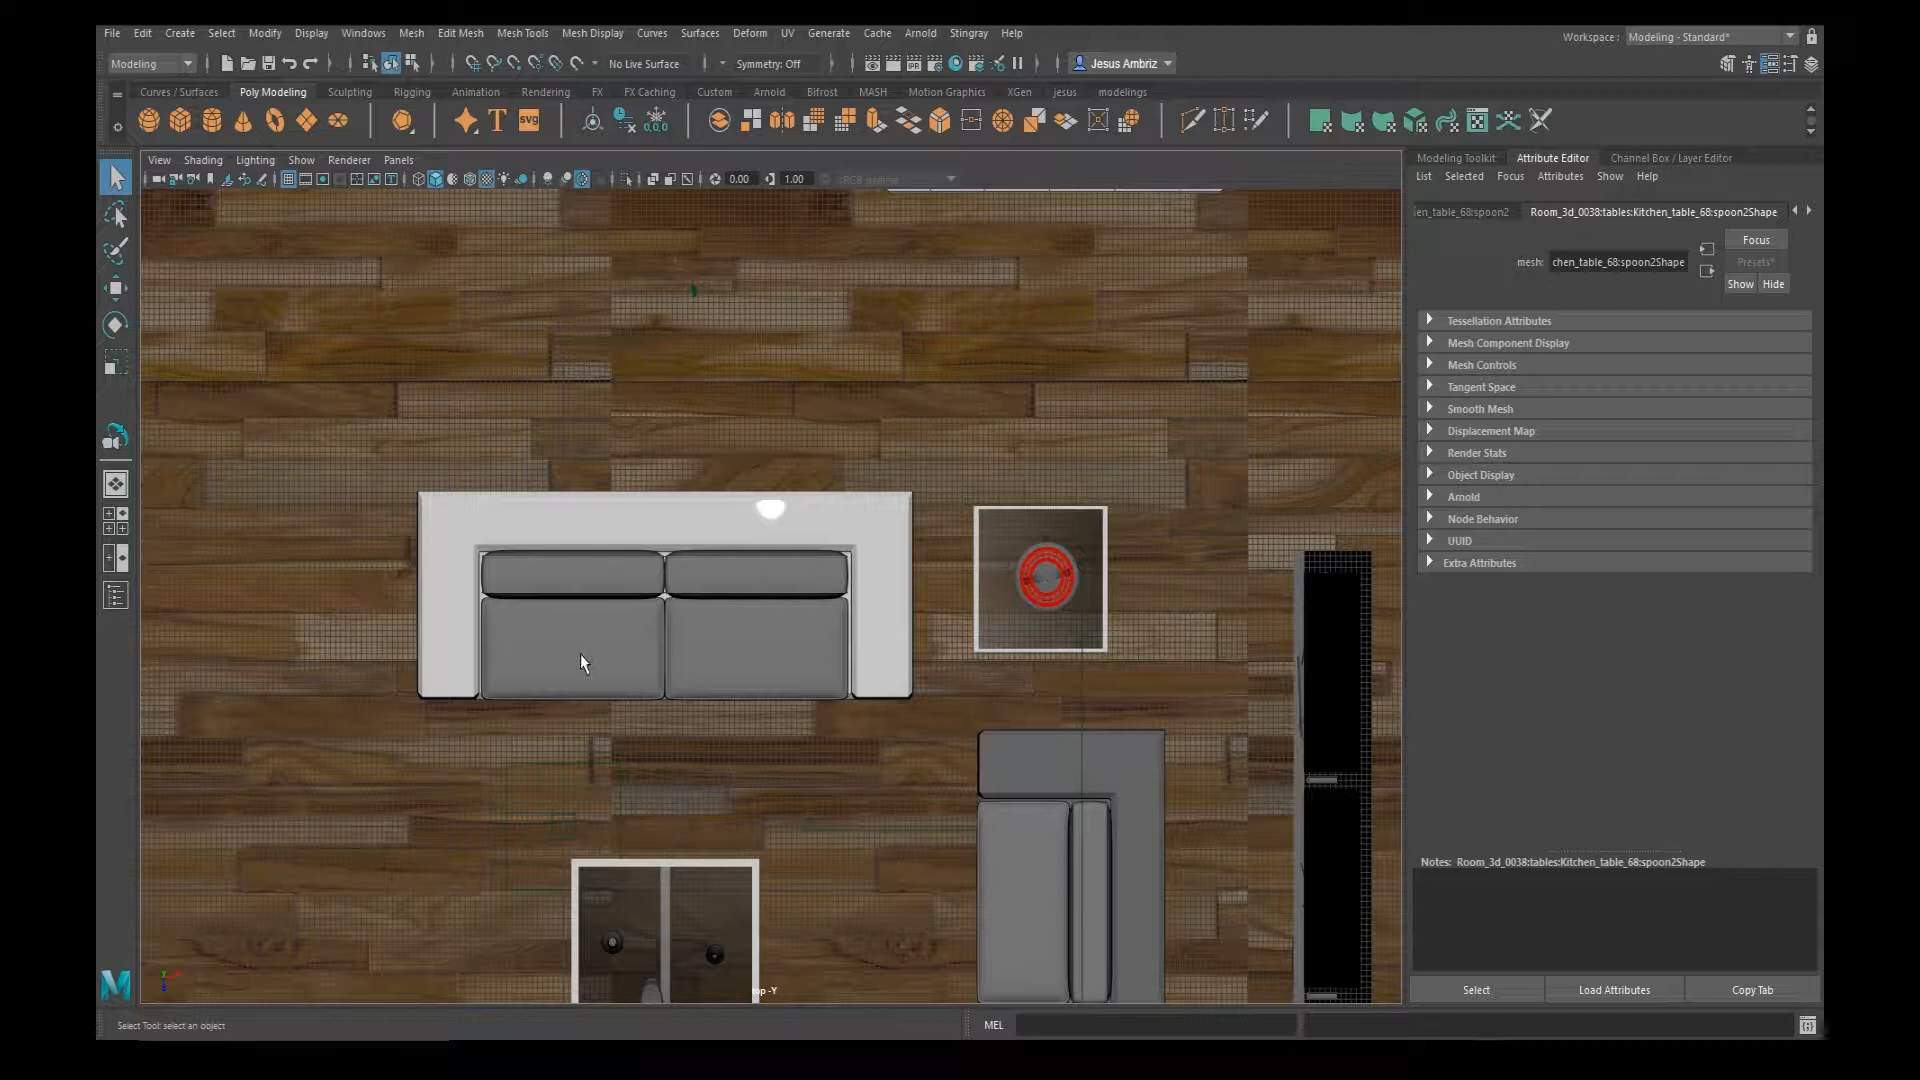 File Edit Create Select Modify Display Windows Mesh Edit Mesh Mesh Tools Mesh Display Curves Surfaces Deform UV Generate Cache Arnold Stingray Help
Workspace : Modeling - Standard*
Modeling No Live Surface Symmetry: Off Jesus Ambriz
Curves / Surfaces Poly Modeling Sculpting Rigging Animation Rendering FX FX Caching Custom Arnold Bifrost MASH Motion Graphics XGen jesus modelings
T svg 0,0,0
View Shading Lighting Show Renderer Panels
0.00 1.00
Modeling Toolkit Attribute Editor Channel Box / Layer Editor
List Selected Focus Attributes Show Help
en_table_68:spoon2 Room_3d_0038:tables:Kitchen_table_68:spoon2Shape
Focus
mesh: chen_table_68:spoon2Shape Presets*
Show Hide
Tessellation Attributes
Mesh Component Display
Mesh Controls
Tangent Space
Smooth Mesh
Displacement Map
Render Stats
Object Display
Arnold
Node Behavior
UUID
Extra Attributes
Notes: Room_3d_0038:tables:Kitchen_table_68:spoon2Shape
top -Y
Select Load Attributes Copy Tab
Select Tool: select an object
MEL